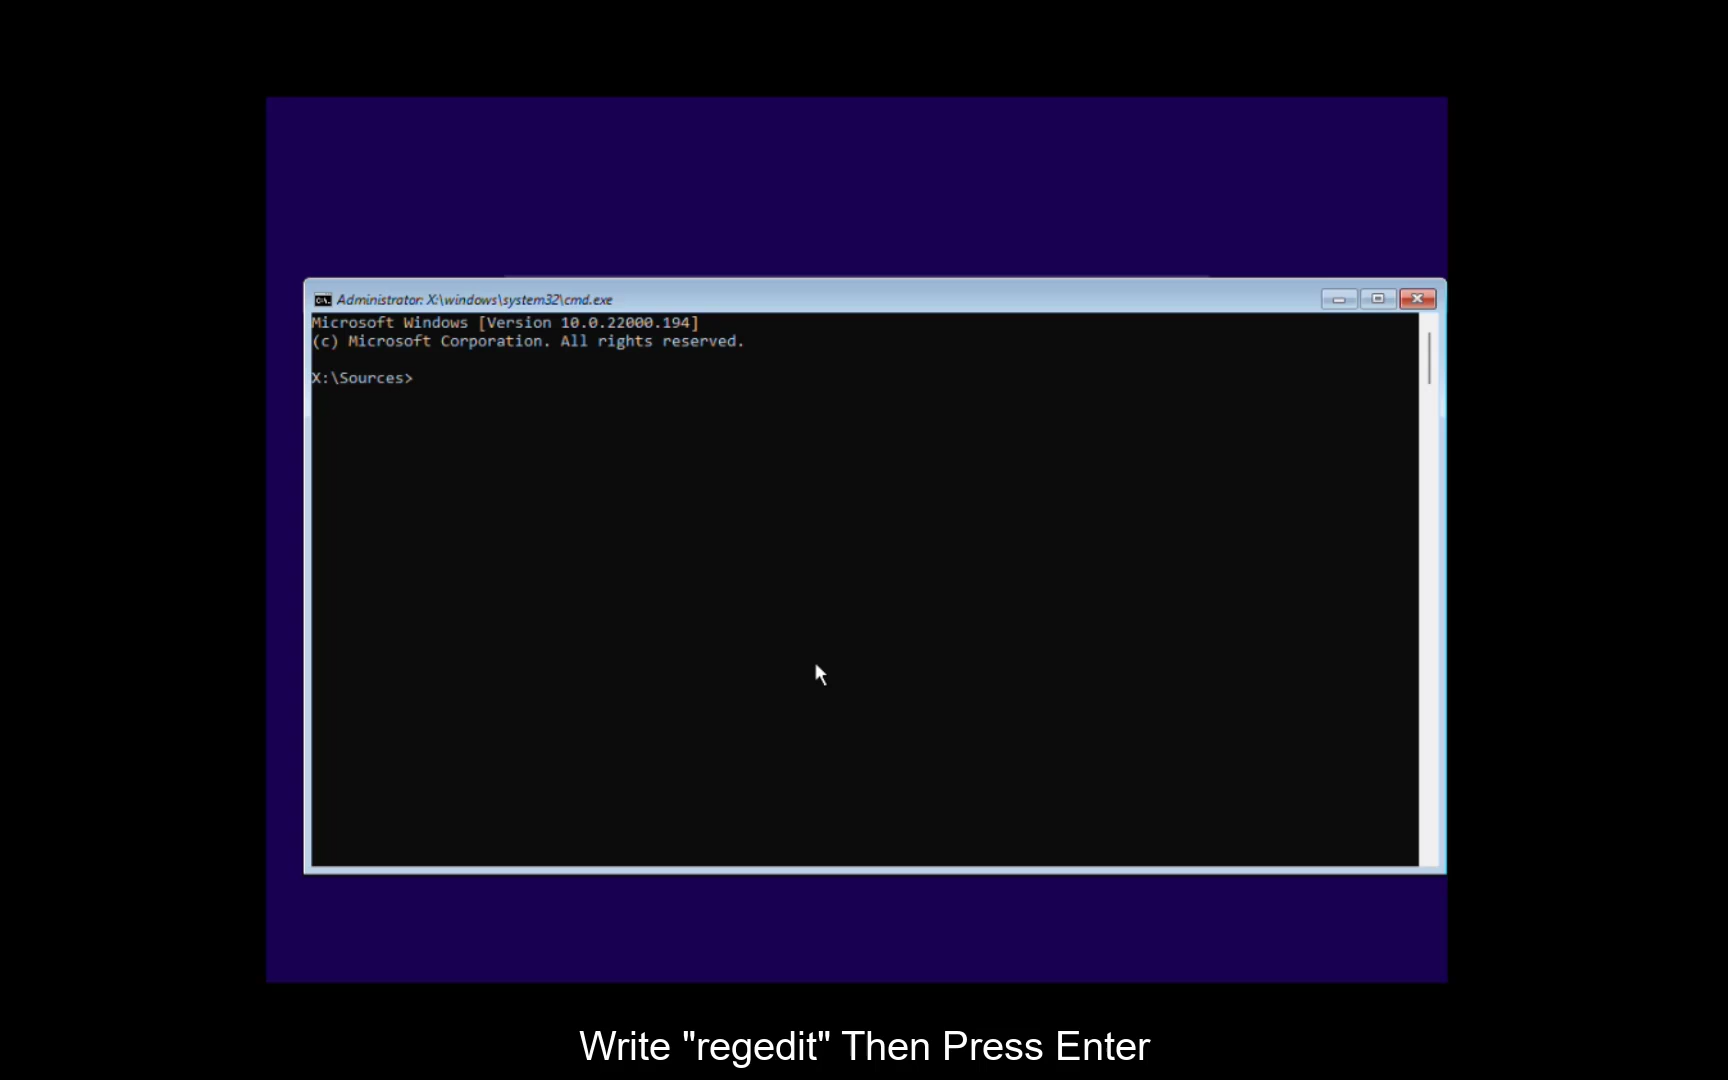 Administrator: X:\windows\system32\cmd.exe
Microsoft Windows [Version 10.0.22000.194]
(c) Microsoft Corporation. All rights reserved.
X:\Sources>
Write "regedit" Then Press Enter